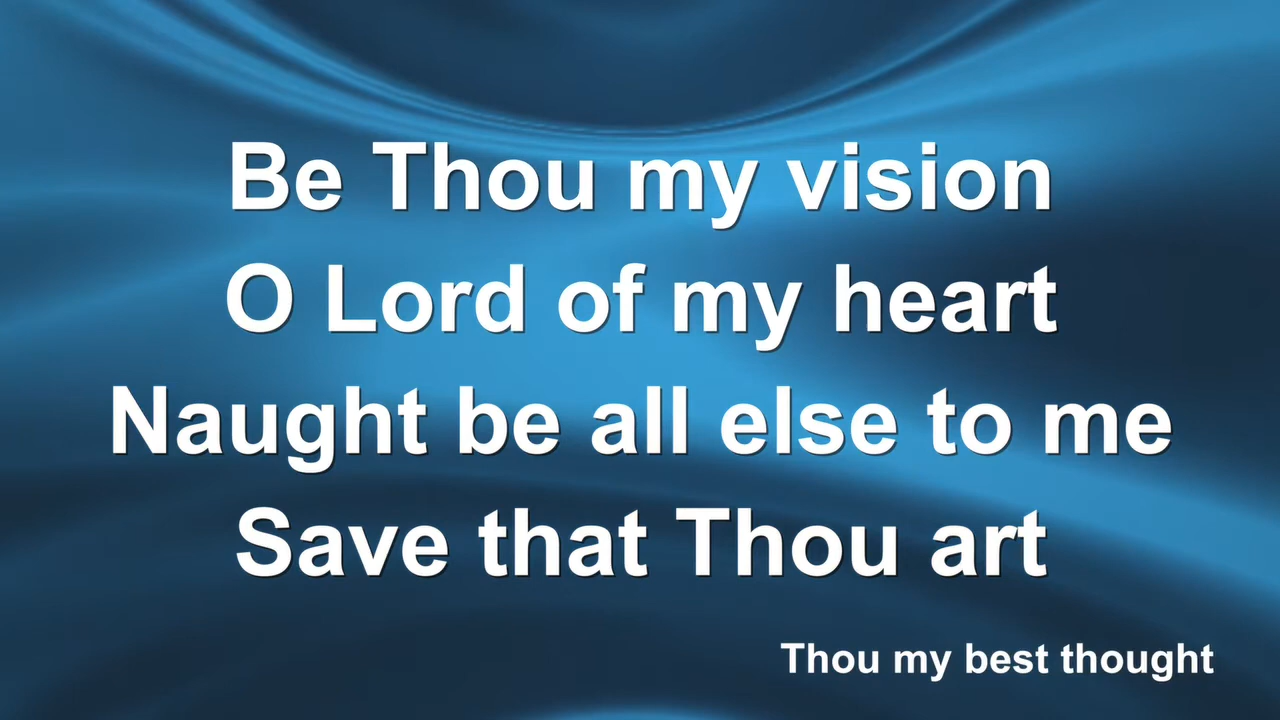 Be Thou my vision
O Lord of my heart
Naught be all else to me
Save that Thou art
Thou my best thought